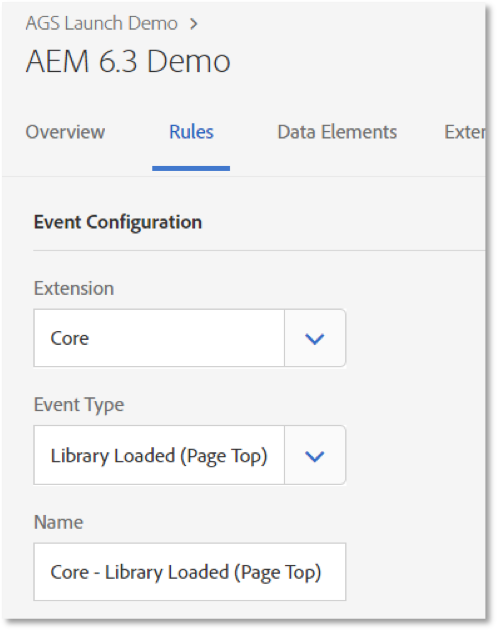 AGS Launch Demo >
AEM 6.3 Demo
Overview Rules Data Elements Exter
Event Configuration
Extension
Core
Event Type
Library Loaded (Page Top)
Name
Core - Library Loaded (Page Top)